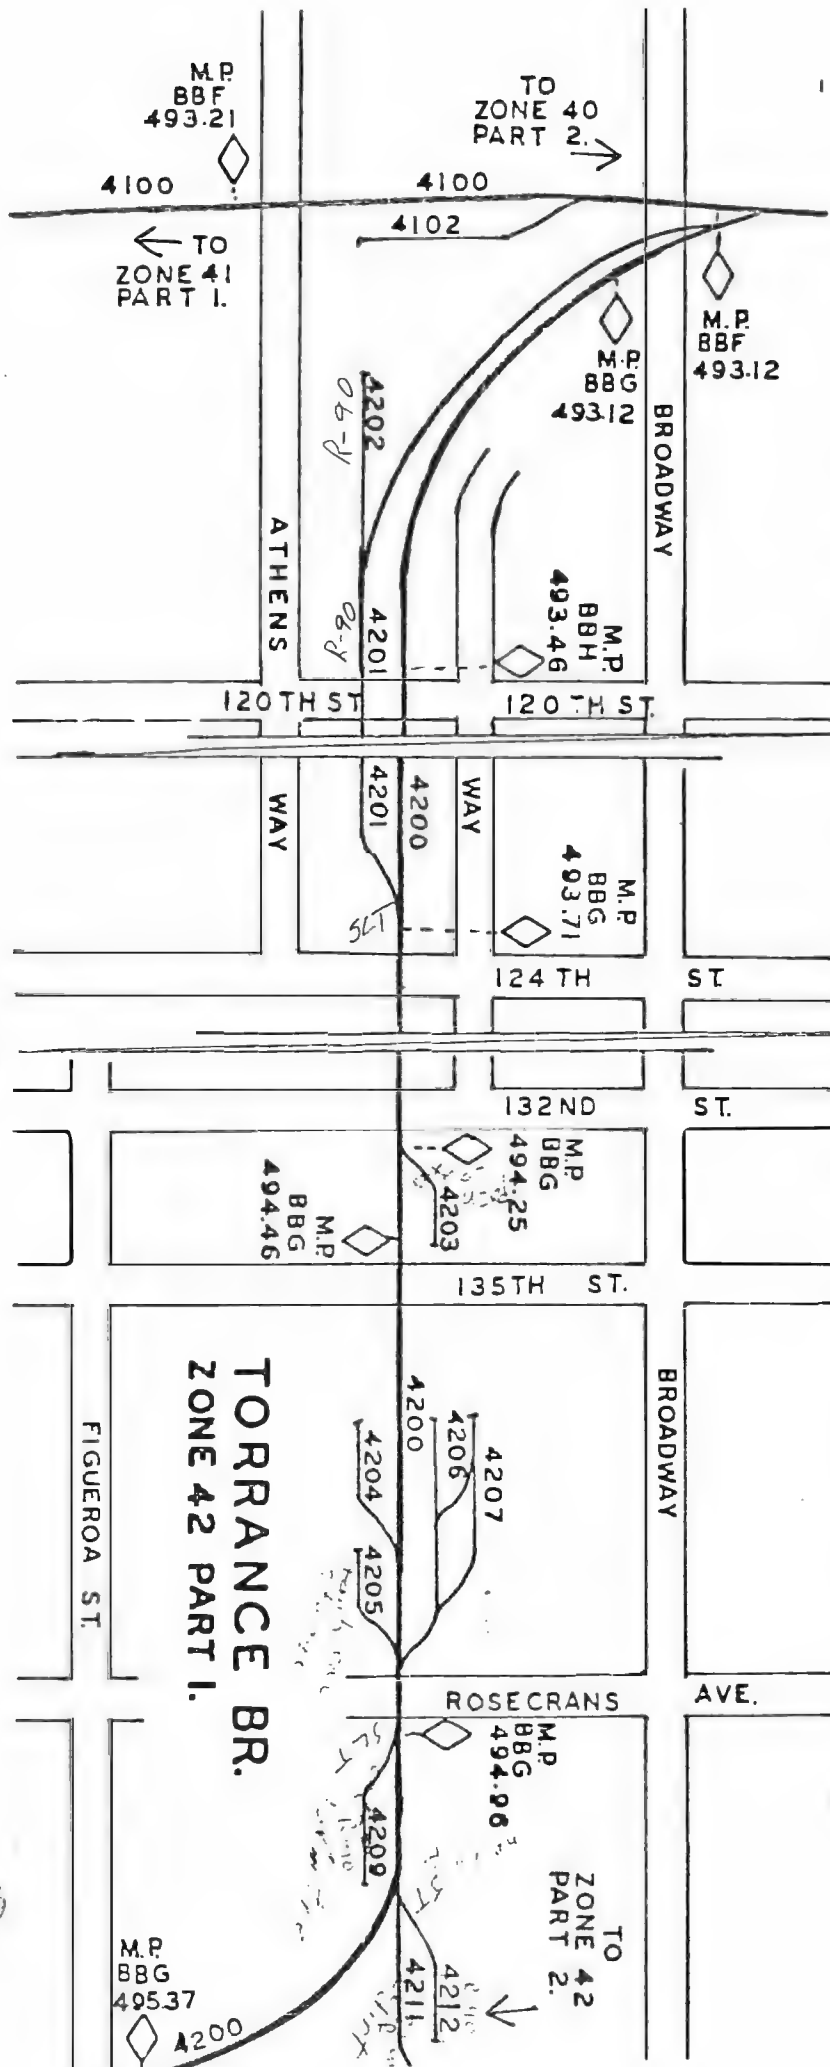 M.P.
BBF
493.21
TO
ZONE 40
PART 2.
4100
4100
4102
← TO
ZONE 41
PART 1.
M.P.
BBF
493.12
M.P.
BBG
493.12
BROADWAY
4202
R-90
ATHENS
R-90
4201
M.P.
BBH
493.46
120TH ST.
120TH ST.
4201
4200
WAY
WAY
M.P.
BBG
493.71
SLT
124TH ST.
132ND ST.
M.P.
BBG
494.25
4203
M.P.
BBG
494.46
135TH ST.
TORRANCE BR.
ZONE 42 PART 1.
4200
4206
4207
4204
4205
BROADWAY
FIGUEROA ST.
ROSECRANS AVE.
M.P.
BBG
494.96
SLT
4209
TO
ZONE 42
PART 2.
4211
4212
M.P.
BBG
495.37
4200